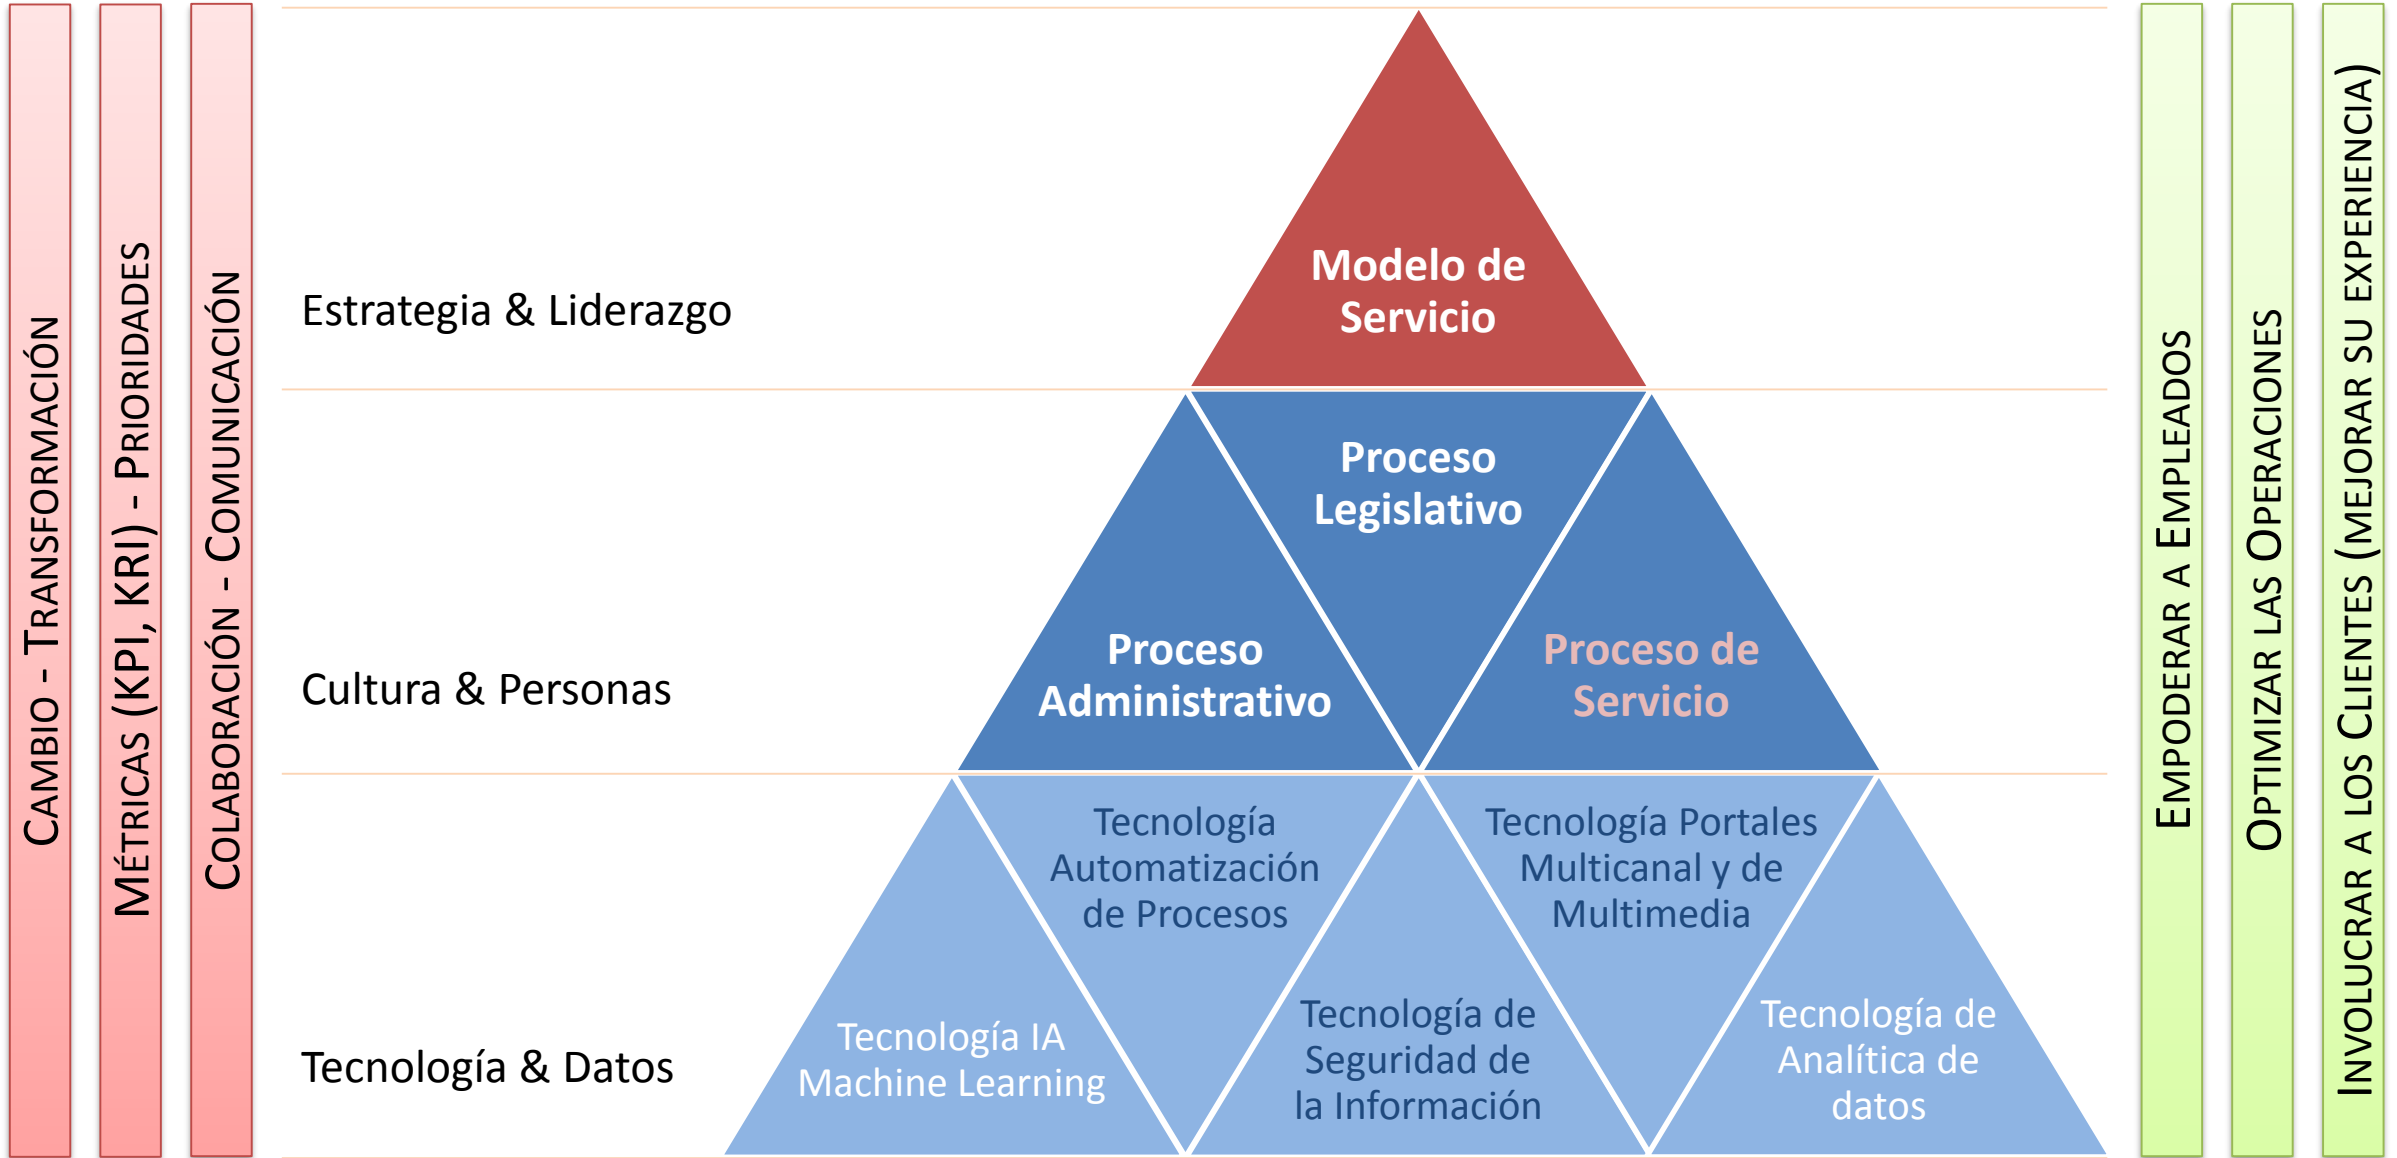 CAMBIO - TRANSFORMACIÓN
MÉTRICAS (KPI, KRI) - PRIORIDADES
COLABORACIÓN - COMUNICACIÓN
Estrategia & Liderazgo
Modelo de
Servicio
Cultura & Personas
Proceso
Legislativo
Proceso
Administrativo
Proceso de
Servicio
Tecnología & Datos
Tecnología
Automatización
de Procesos
Tecnología Portales
Multicanal y de
Multimedia
Tecnología IA
Machine Learning
Tecnología de
Seguridad de
la Información
Tecnología de
Analítica de
datos
EMPODERAR A EMPLEADOS
OPTIMIZAR LAS OPERACIONES
INVOLUCRAR A LOS CLIENTES (MEJORAR SU EXPERIENCIA)